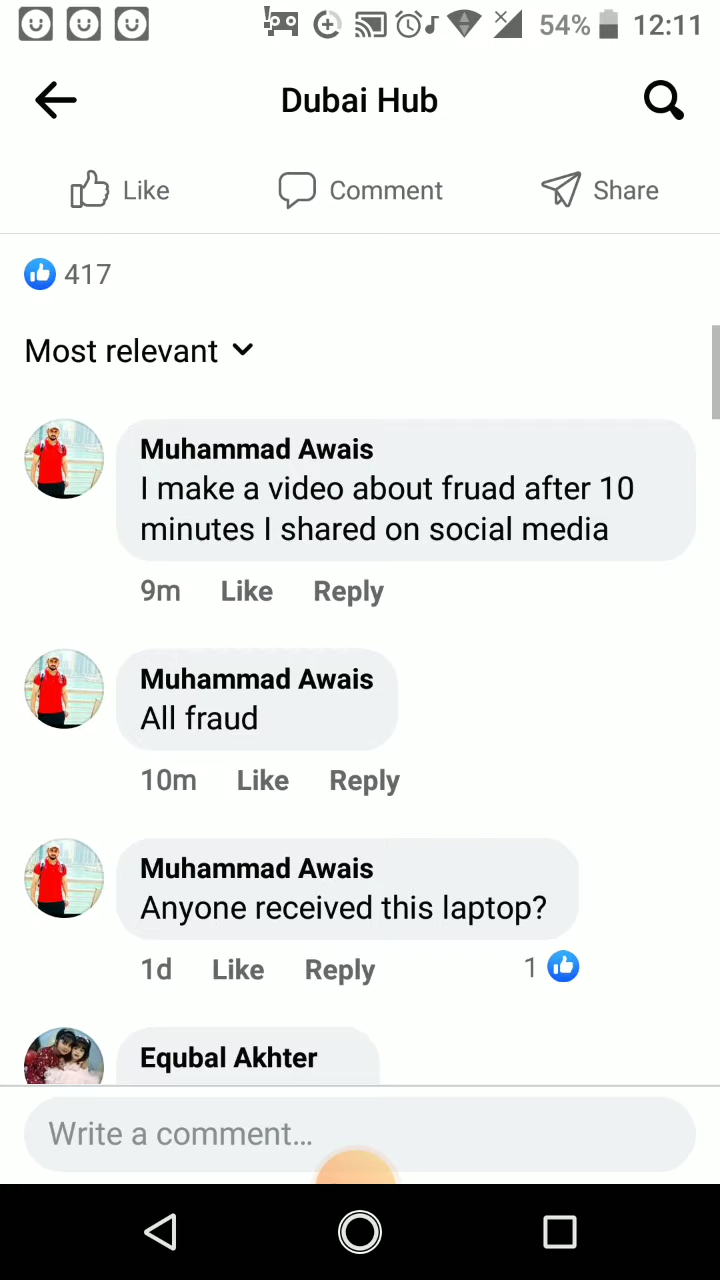 54% 12:11
Dubai Hub
Like Comment Share
417
Most relevant
Muhammad Awais
I make a video about fruad after 10
minutes I shared on social media
9m Like Reply
Muhammad Awais
All fraud
10m Like Reply
Muhammad Awais
Anyone received this laptop?
1d Like Reply 1
Equbal Akhter
Write a comment...